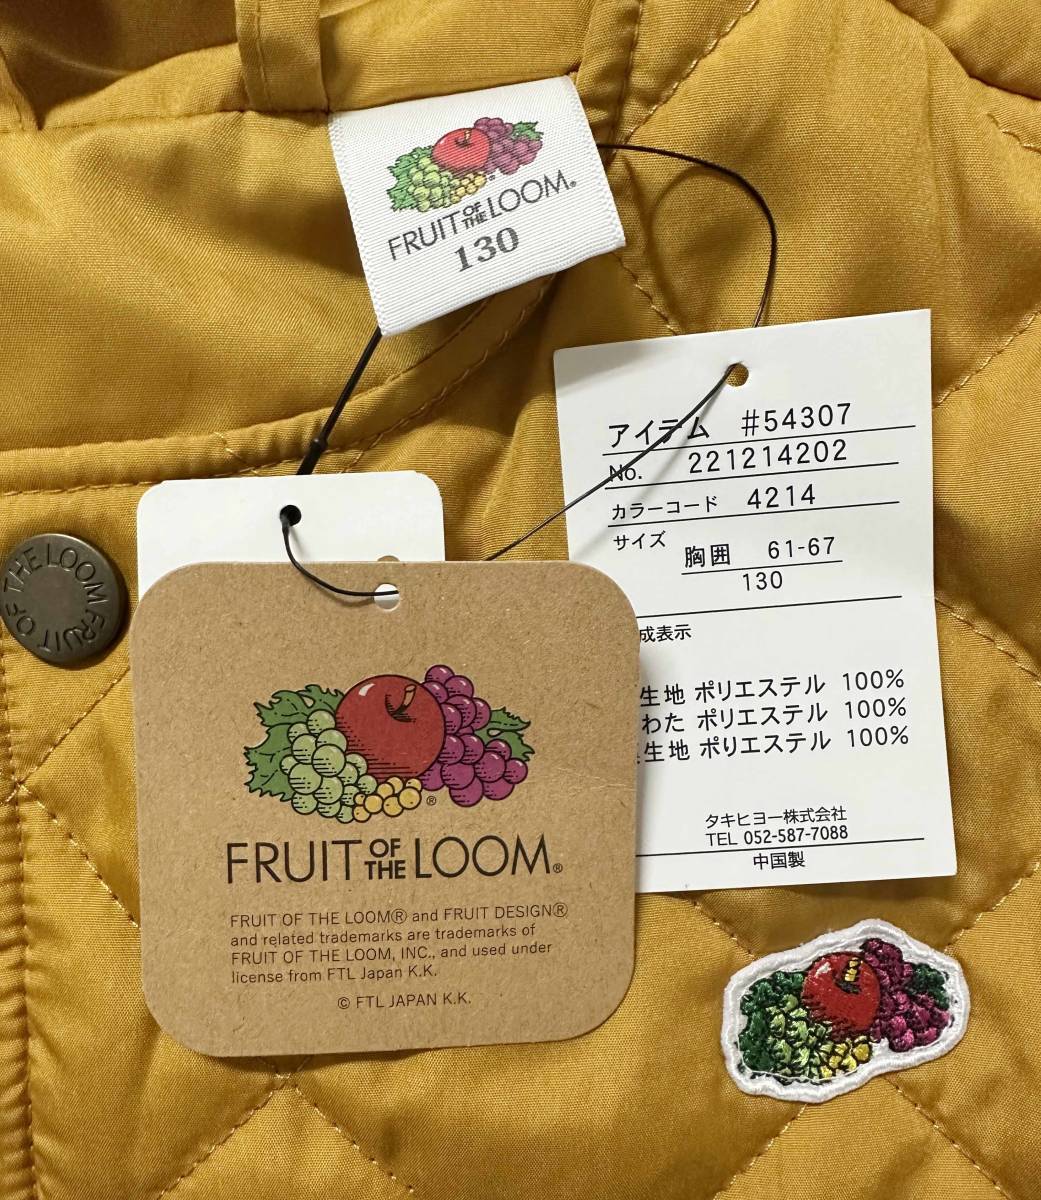 FRUIT OF THE LOOM®
130
アイテム #54307
No. 221214202
カラーコード 4214
サイズ 胸囲 61-67
130
成表示
生地 ポリエステル 100%
わた ポリエステル 100%
生地 ポリエステル 100%
タキヒヨー株式会社
TEL 052-587-7088
中国製
FRUIT OF THE LOOM
®
FRUIT OF THE LOOM®
FRUIT OF THE LOOM® and FRUIT DESIGN®
and related trademarks are trademarks of
FRUIT OF THE LOOM, INC., and used under
license from FTL Japan K.K.
© FTL JAPAN K.K.